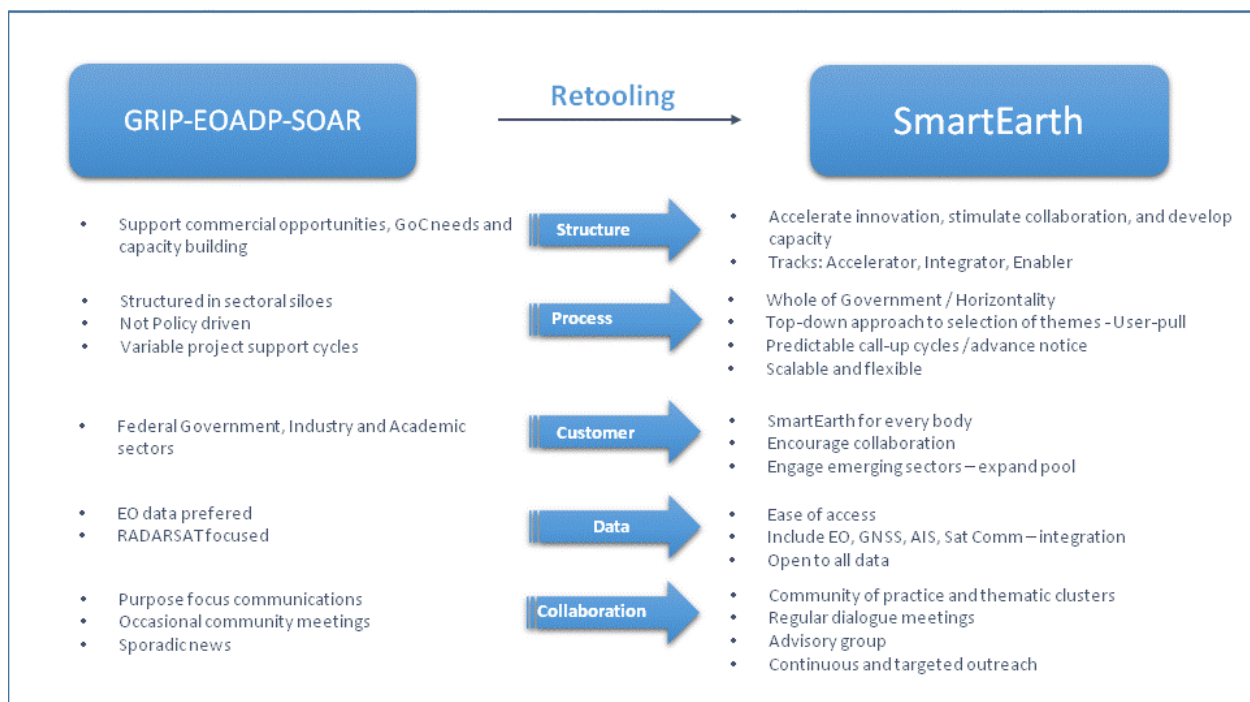 Retooling
GRIP-EOADP-SOAR
SmartEarth
• Support commercial opportunities, GoC needs and
capacity building
Structure
• Accelerate innovation, stimulate collaboration, and develop
capacity
• Tracks: Accelerator, Integrator, Enabler
• Structured in sectoral siloes
• Not Policy driven
• Variable project support cycles
Process
• Whole of Government / Horizontality
• Top-down approach to selection of themes - User-pull
• Predictable call-up cycles /advance notice
• Scalable and flexible
• Federal Government, Industry and Academic
sectors
Customer
• SmartEarth for every body
• Encourage collaboration
• Engage emerging sectors – expand pool
• EO data prefered
• RADARSAT focused
Data
• Ease of access
• Include EO, GNSS, AIS, Sat Comm – integration
• Open to all data
• Purpose focus communications
• Occasional community meetings
• Sporadic news
Collaboration
• Community of practice and thematic clusters
• Regular dialogue meetings
• Advisory group
• Continuous and targeted outreach